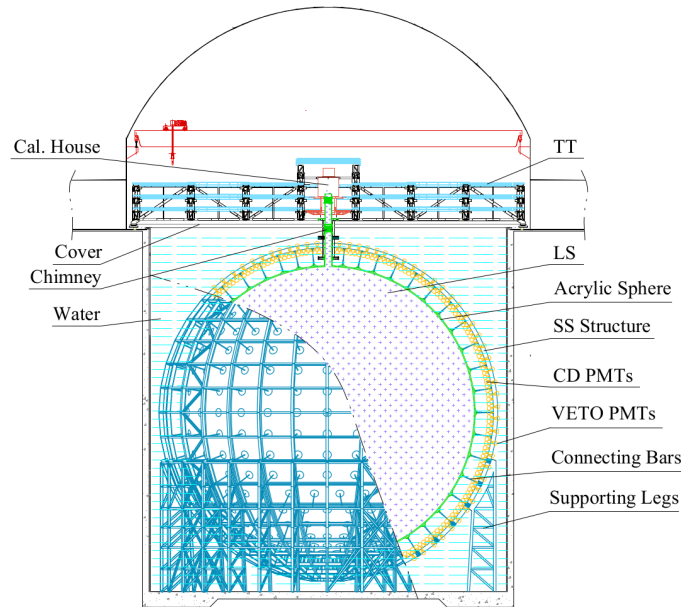 Cal. House
TT
Cover
Chimney
Water
LS
Acrylic Sphere
SS Structure
CD PMTs
VETO PMTs
Connecting Bars
Supporting Legs